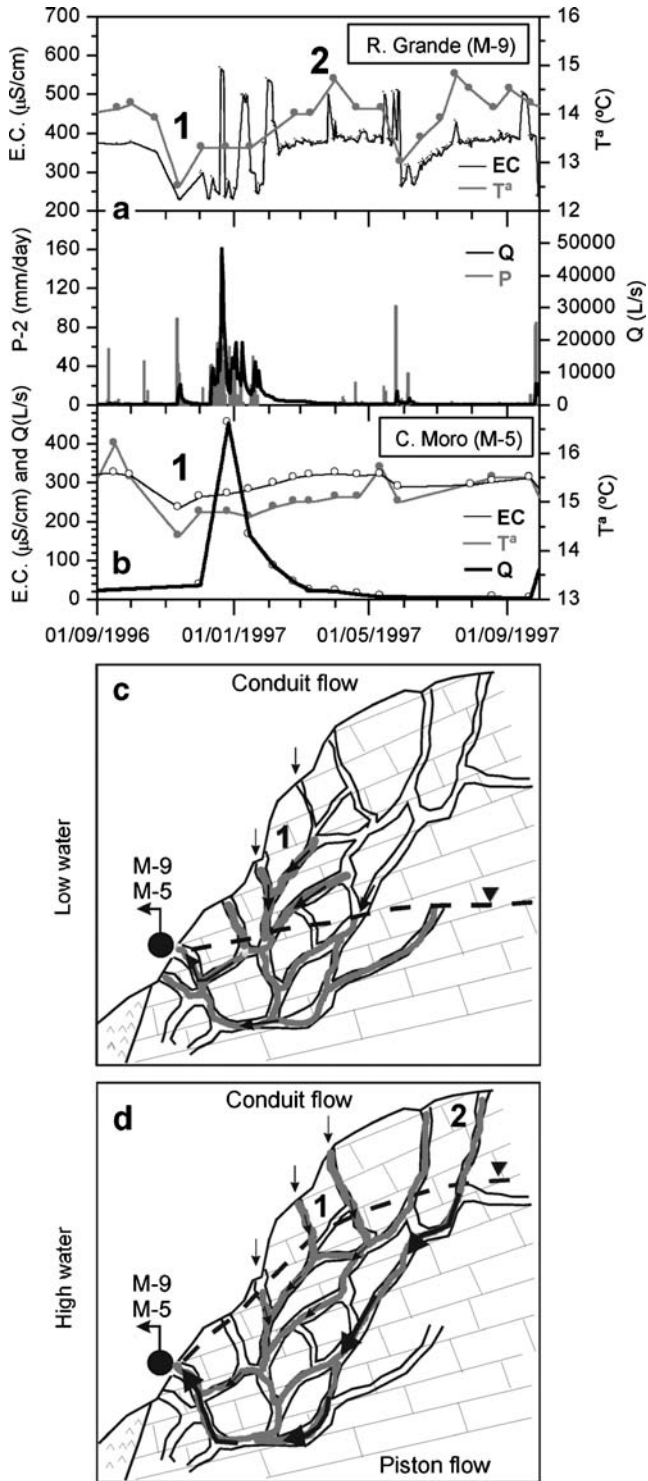 700
600
500
400
300
200
E.C. (μS/cm)
R. Grande (M-9)
1
2
a
EC
Tª
16
15
14
13
12
Tª (ºC)
160
120
80
40
0
P-2 (mm/day)
Q
P
50000
40000
30000
20000
10000
0
Q (L/s)
400
300
200
100
0
E.C. (μS/cm) and Q(L/s)
C. Moro (M-5)
1
b
EC
Tª
Q
16
15
14
13
Tª (ºC)
01/09/1996 01/01/1997 01/05/1997 01/09/1997
c
Conduit flow
1
M-9
M-5
Low water
d
Conduit flow
2
1
M-9
M-5
High water
Piston flow